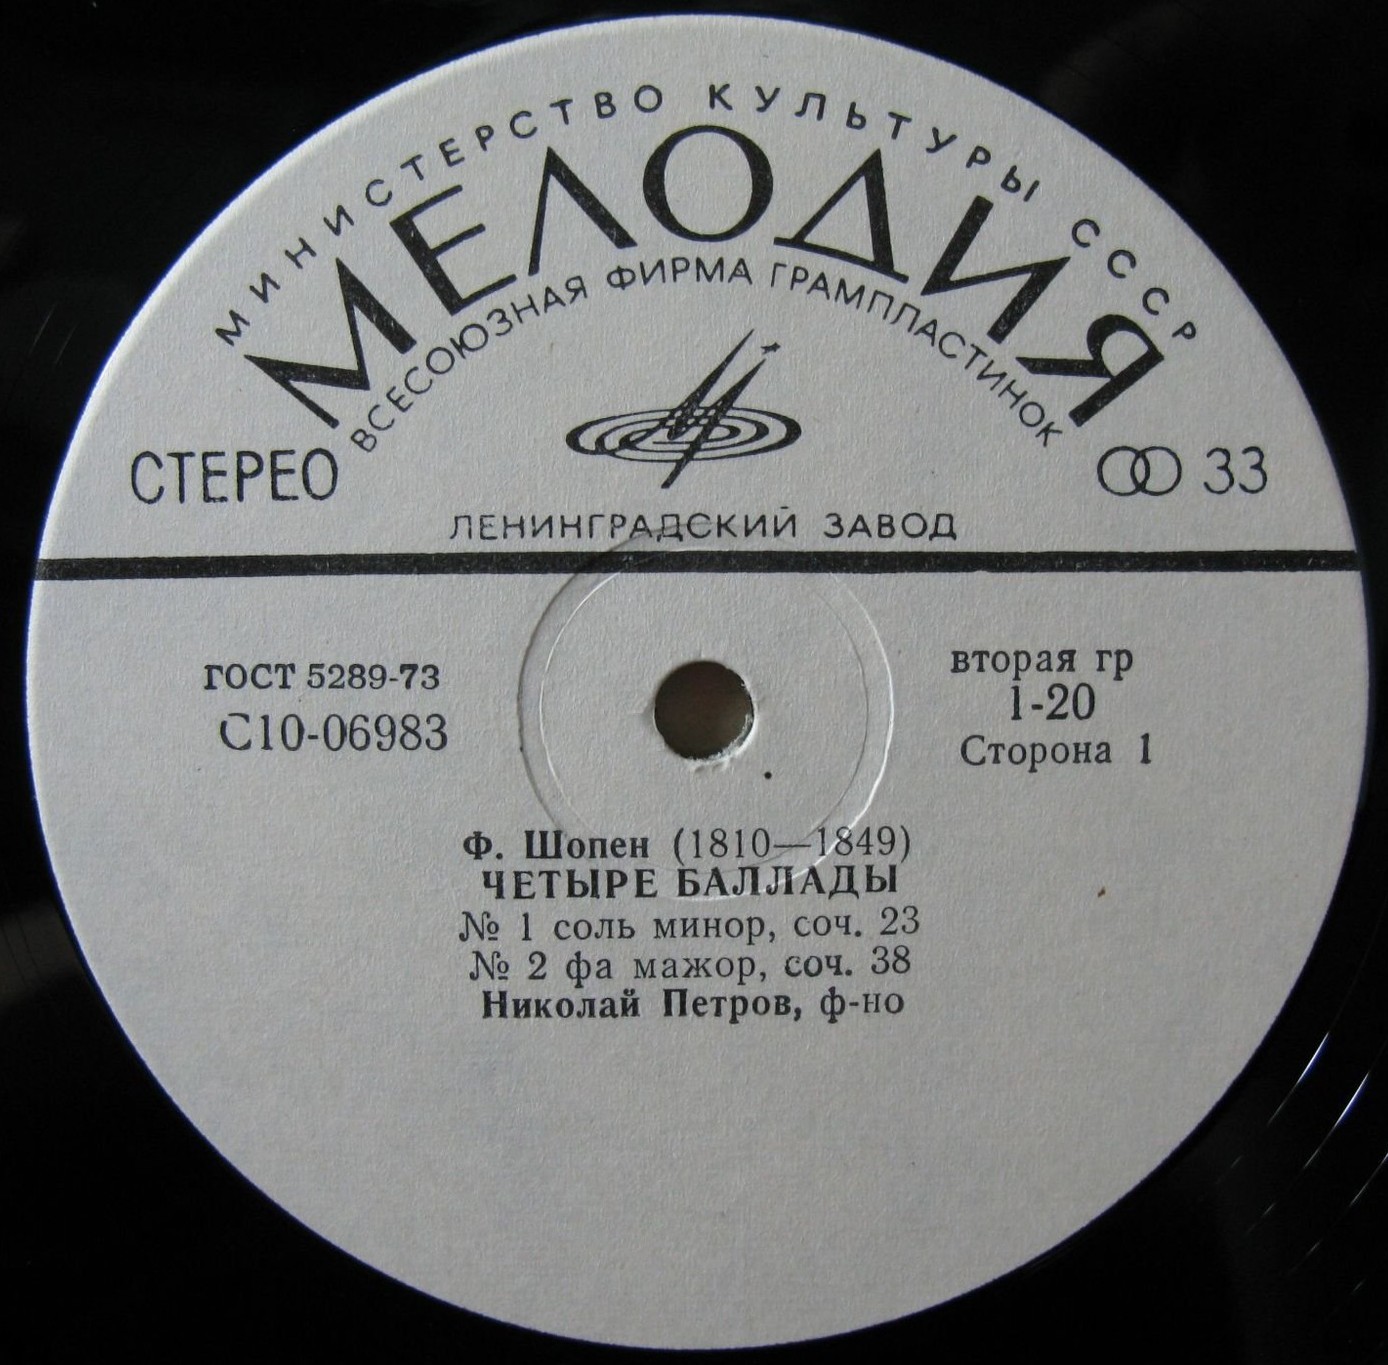 МИНИСТЕРСТВО КУЛЬТУРЫ СССР
МЕЛОДИЯ
ВСЕСОЮЗНАЯ ФИРМА ГРАМПЛАСТИНОК
СТЕРЕО
33
ЛЕНИНГРАДСКИЙ ЗАВОД
ГОСТ 5289-73
С10-06983
вторая гр
1-20
Сторона 1
Ф. Шопен (1810—1849)
ЧЕТЫРЕ БАЛЛАДЫ
№ 1 соль минор, соч. 23
№ 2 фа мажор, соч. 38
Николай Петров, ф-но